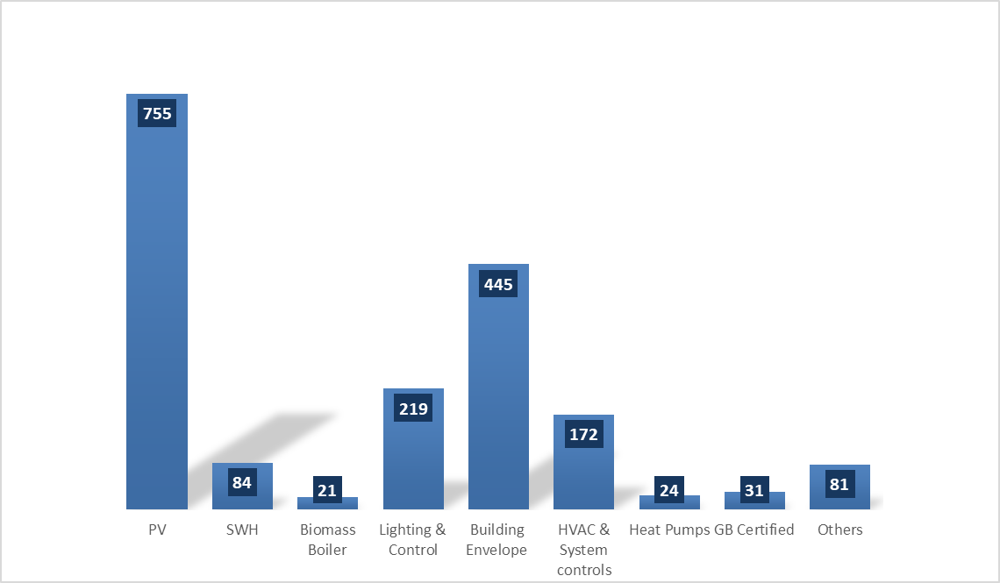 755
84
21
219
445
172
24
31
81
PV
SWH
Biomass
Boiler
Lighting &
Control
Building
Envelope
HVAC &
System
controls
Heat Pumps
GB Certified
Others